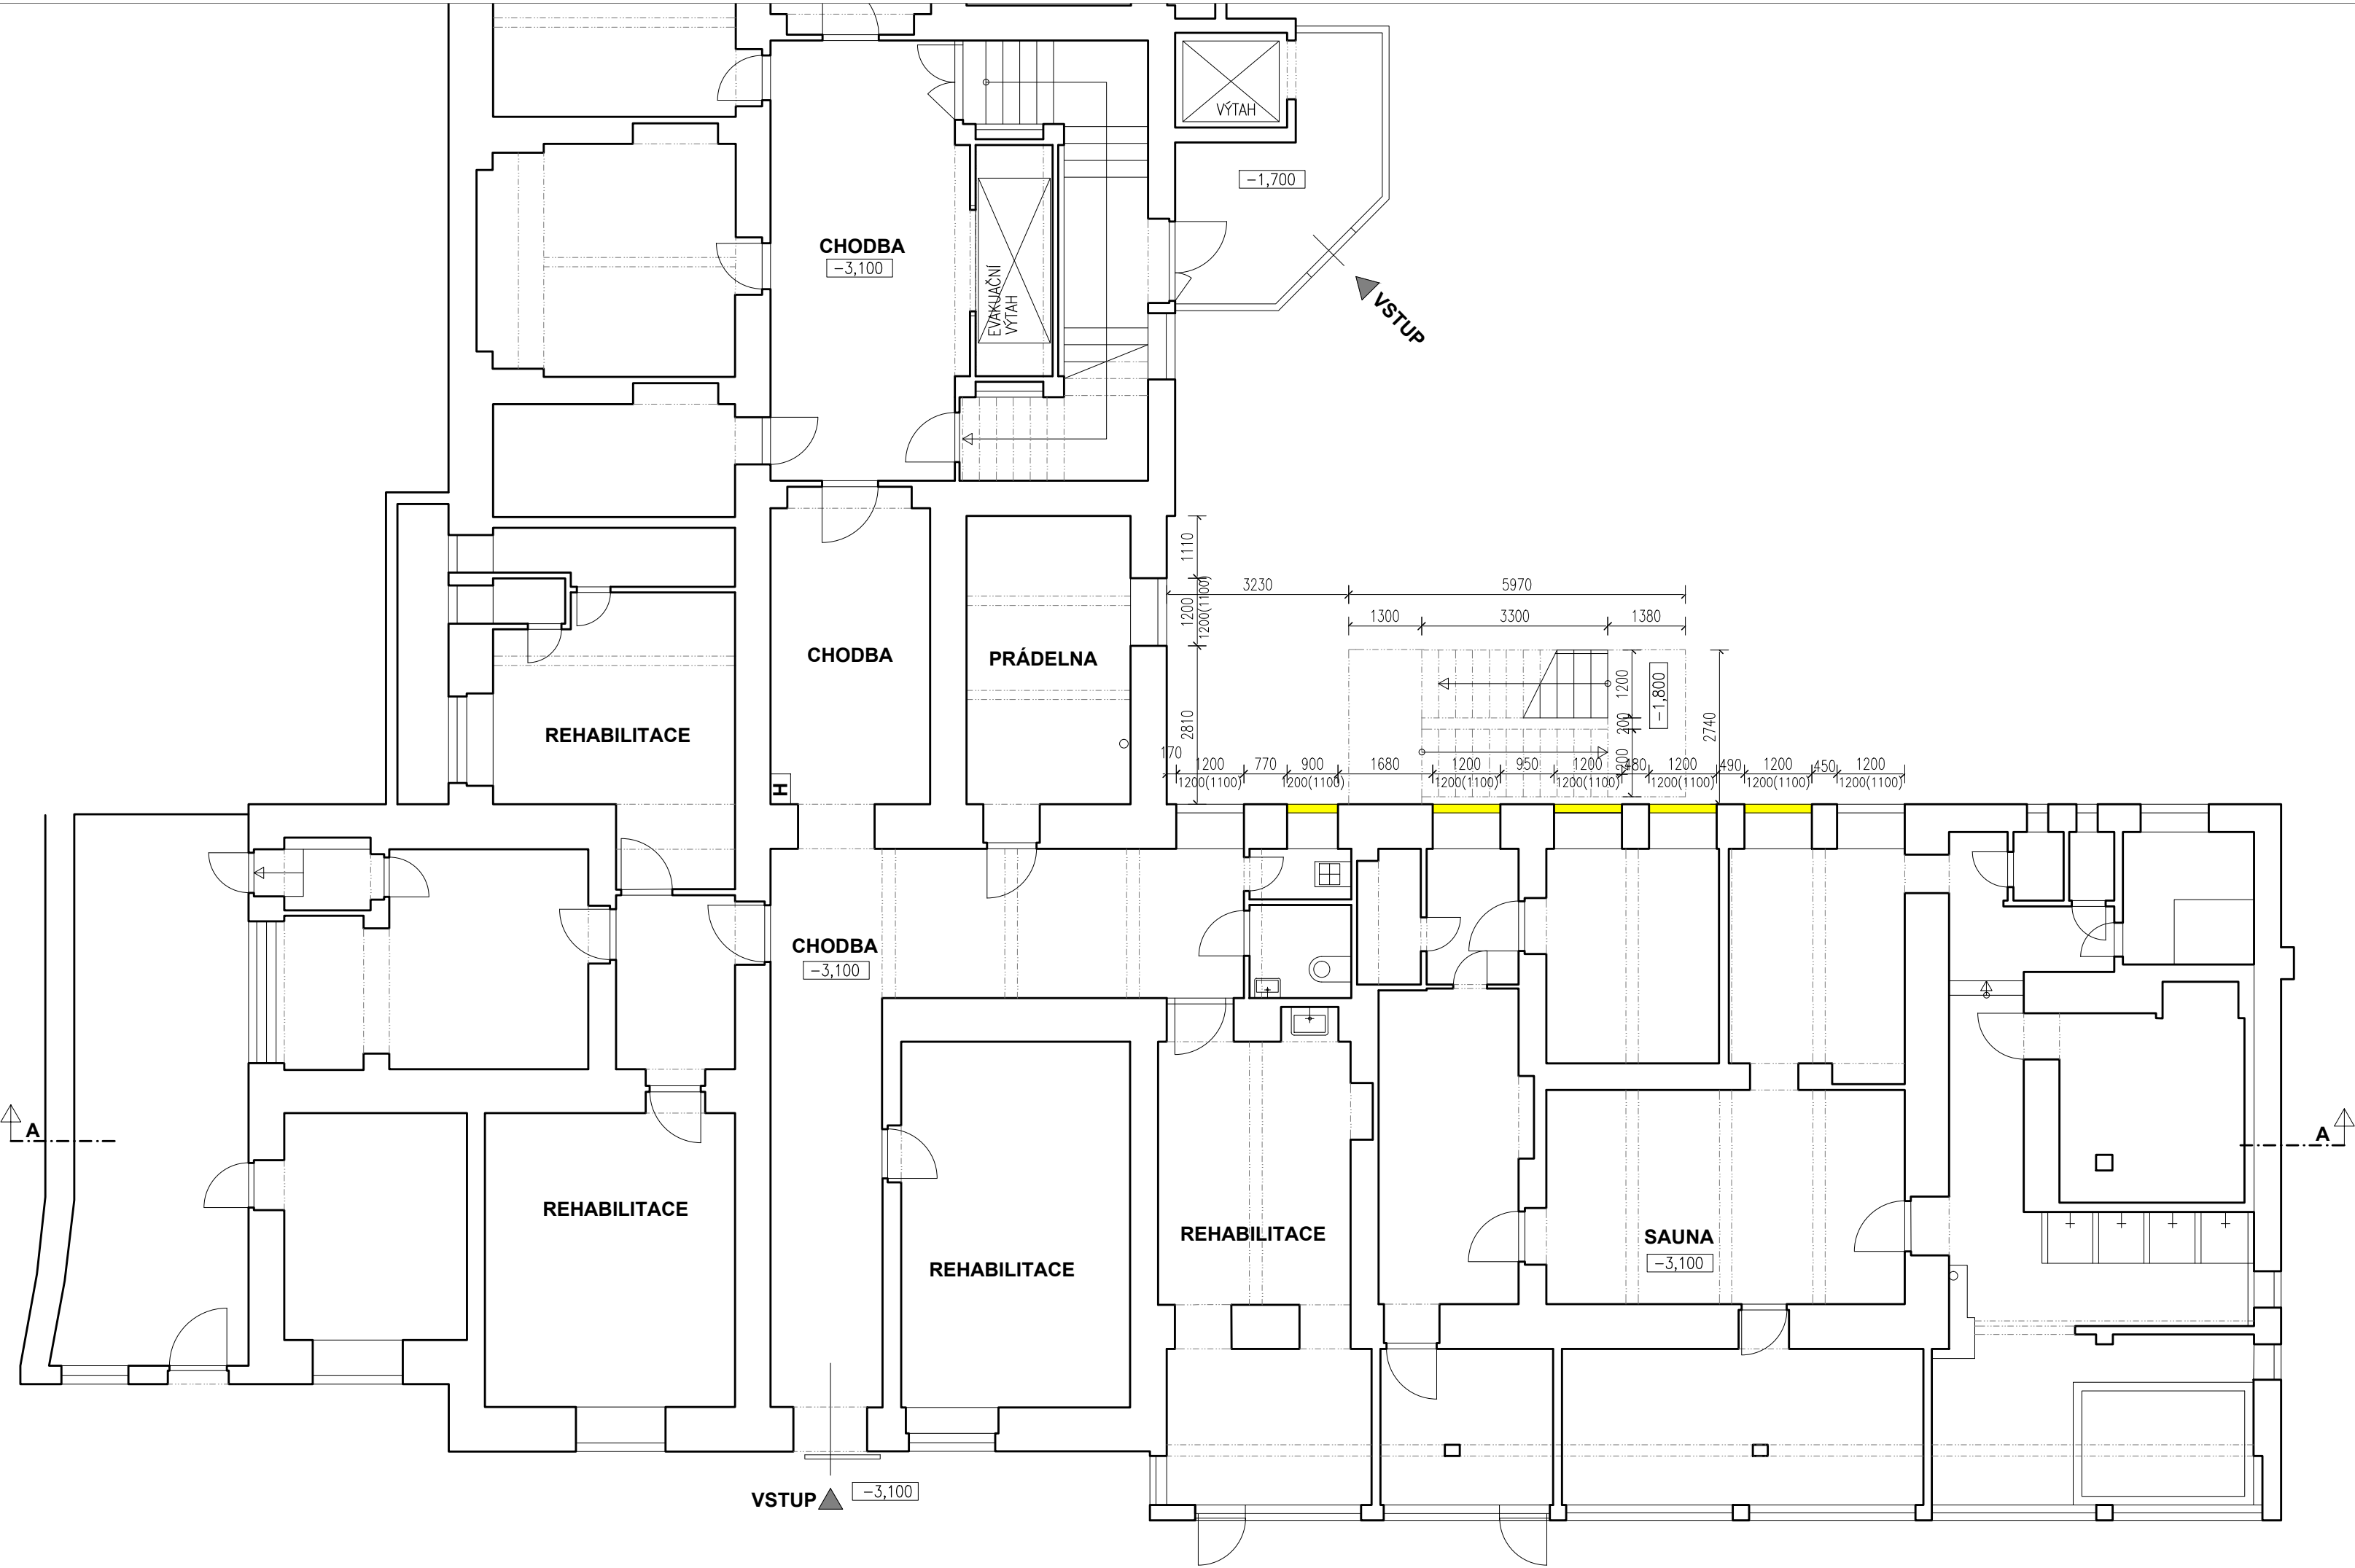 VÝTAH
-1,700
CHODBA
-3,100
EVAKUAČNÍ
VÝTAH
VSTUP
1110
1200
1200(1100)
2810
3230
5970
1300
3300
1380
CHODBA
PRÁDELNA
REHABILITACE
H
1200
200
1200
-1,800
2740
170
1200
1200(1100)
770
900
1200(1100)
1680
1200
1200(1100)
950
1200
1200(1100)
480
1200
1200(1100)
490
1200
1200(1100)
450
1200
1200(1100)
CHODBA
-3,100
A
A
REHABILITACE
REHABILITACE
REHABILITACE
SAUNA
-3,100
VSTUP
-3,100